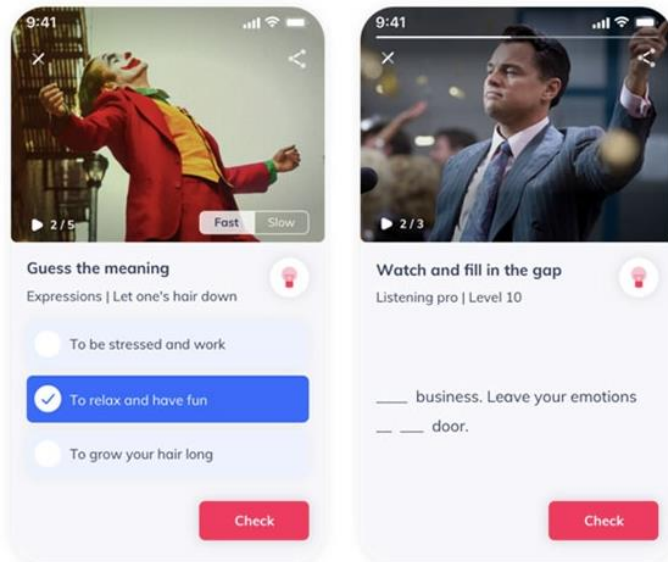 9:41
2/5
Fast Slow
Guess the meaning
Expressions | Let one's hair down
To be stressed and work
To relax and have fun
To grow your hair long
Check
9:41
2/3
Watch and fill in the gap
Listening pro | Level 10
____ business. Leave your emotions
__ ___ door.
Check